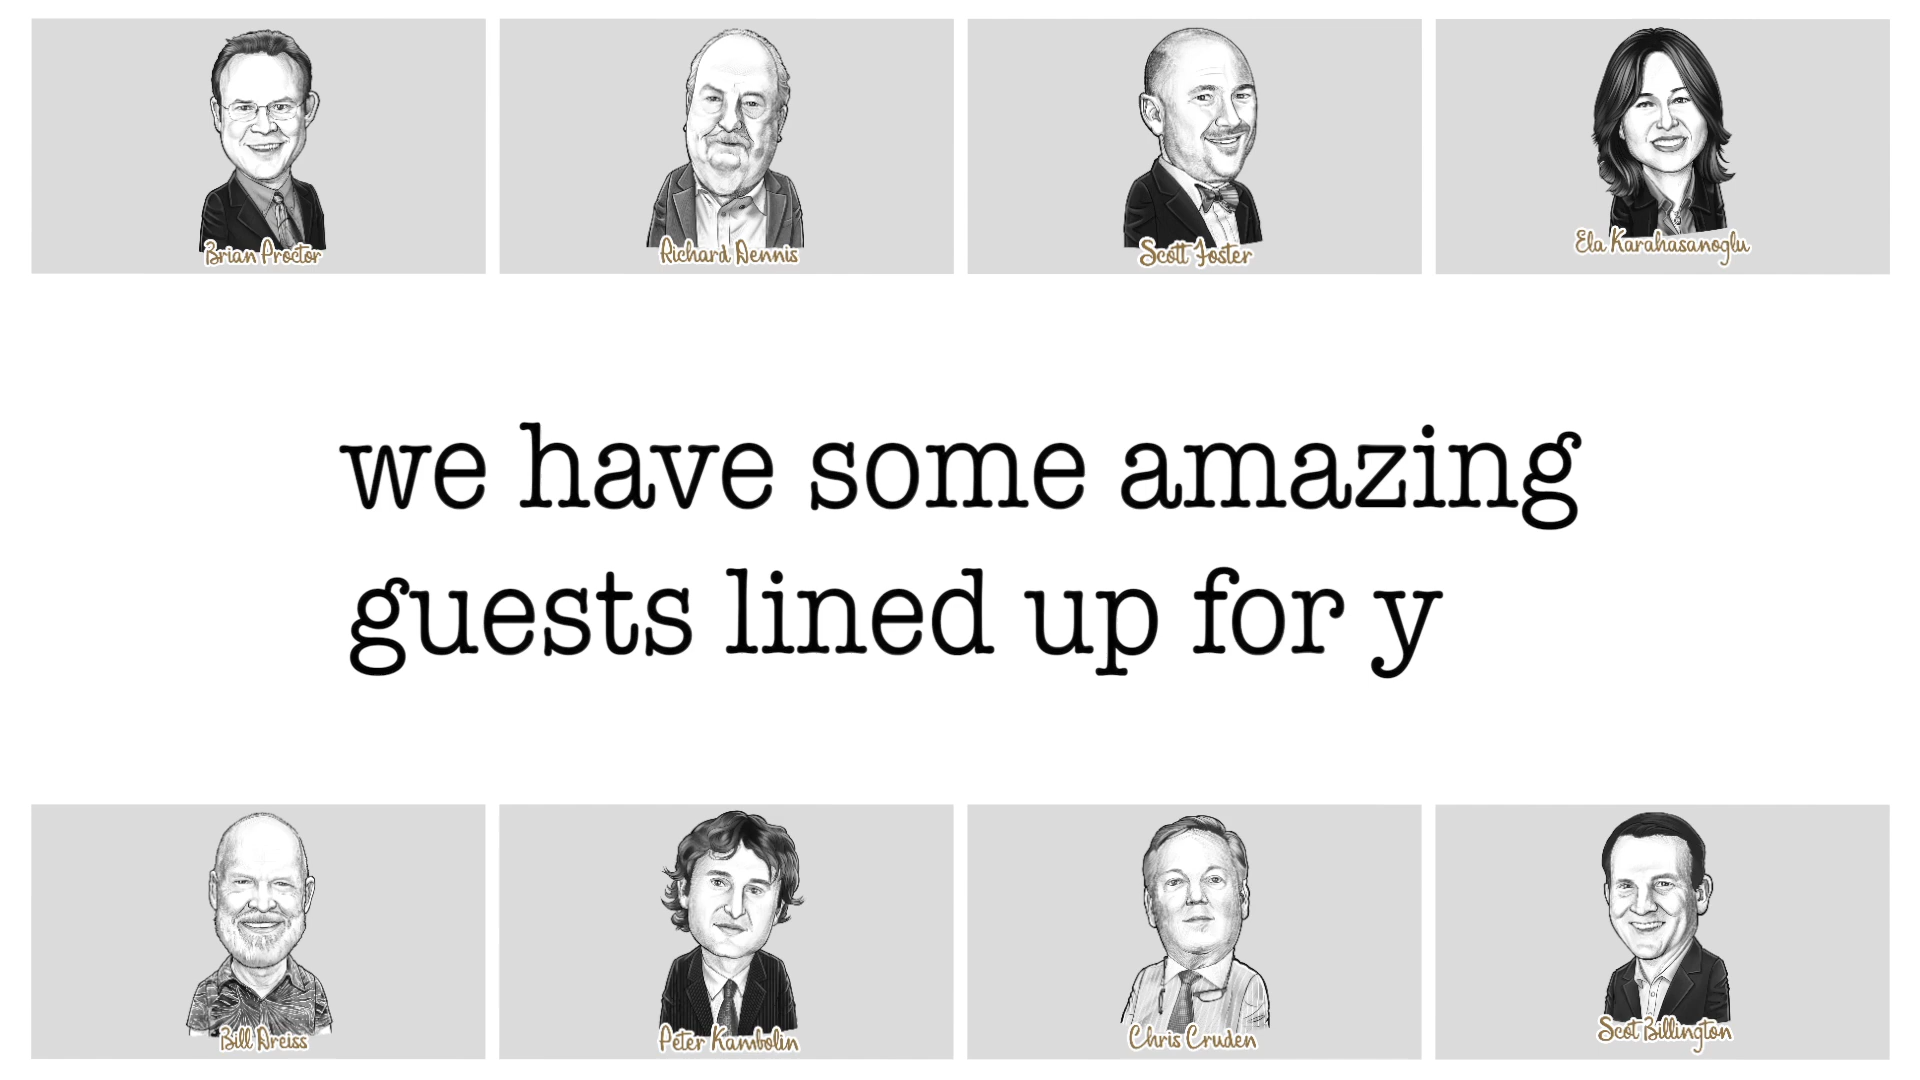 Brian Proctor
Richard Dennis
Scott Foster
Ela Karahasanoglu
we have some amazing
guests lined up for y
Bill Dreiss
Peter Kambolin
Chris Cruden
Scot Billington